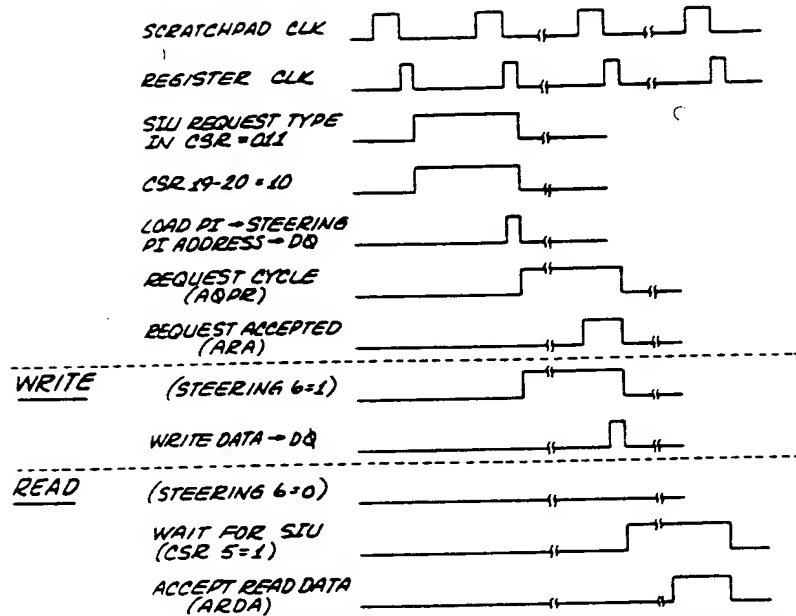 SCRATCHPAD CLK
REGISTER CLK
SIU REQUEST TYPE
IN CSR = 011
CSR 19-20 = 10
LOAD PI → STEERING
PI ADDRESS → DQ
REQUEST CYCLE
(AOPR)
REQUEST ACCEPTED
(ARA)
WRITE
(STEERING 6=1)
WRITE DATA → DQ
READ
(STEERING 6=0)
WAIT FOR SIU
(CSR 5=1)
ACCEPT READ DATA
(ARDA)